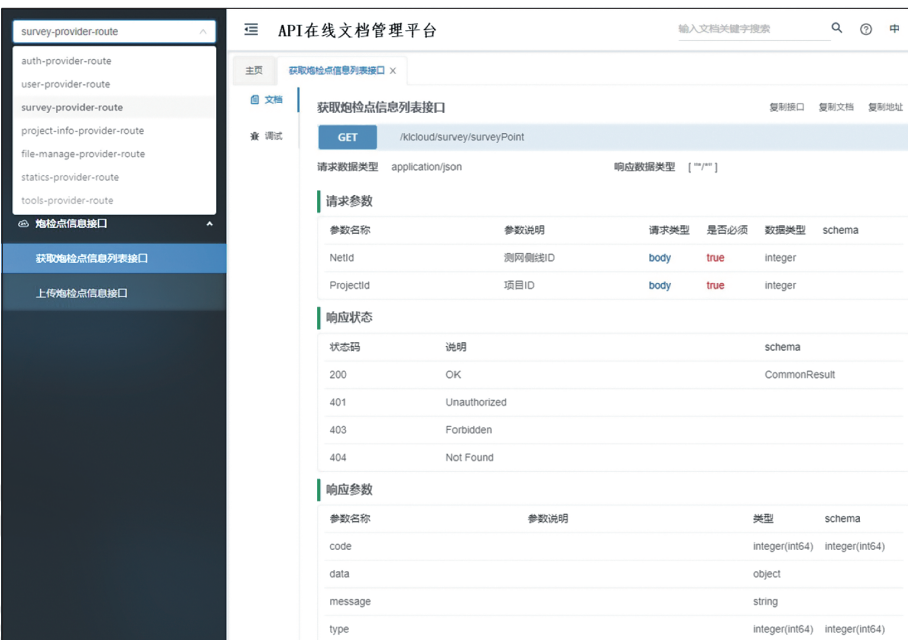 survey-provider-route
auth-provider-route
user-provider-route
survey-provider-route
project-info-provider-route
file-manage-provider-route
statics-provider-route
tools-provider-route
炮检点信息接口
获取炮检点信息列表接口
上传炮检点信息接口
API在线文档管理平台
输入文档关键字搜索
中
主页 获取炮检点信息列表接口 X
文档
调试
获取炮检点信息列表接口 复制接口 复制文档 复制地址
GET /klcloud/survey/surveyPoint
请求数据类型 application/json 响应数据类型 ["*/*"]
请求参数
参数名称 参数说明 请求类型 是否必须 数据类型 schema
NetId 测网侧线ID body true integer
ProjectId 项目ID body true integer
响应状态
状态码 说明 schema
200 OK CommonResult
401 Unauthorized
403 Forbidden
404 Not Found
响应参数
参数名称 参数说明 类型 schema
code integer(int64) integer(int64)
data object
message string
type integer(int64) integer(int64)